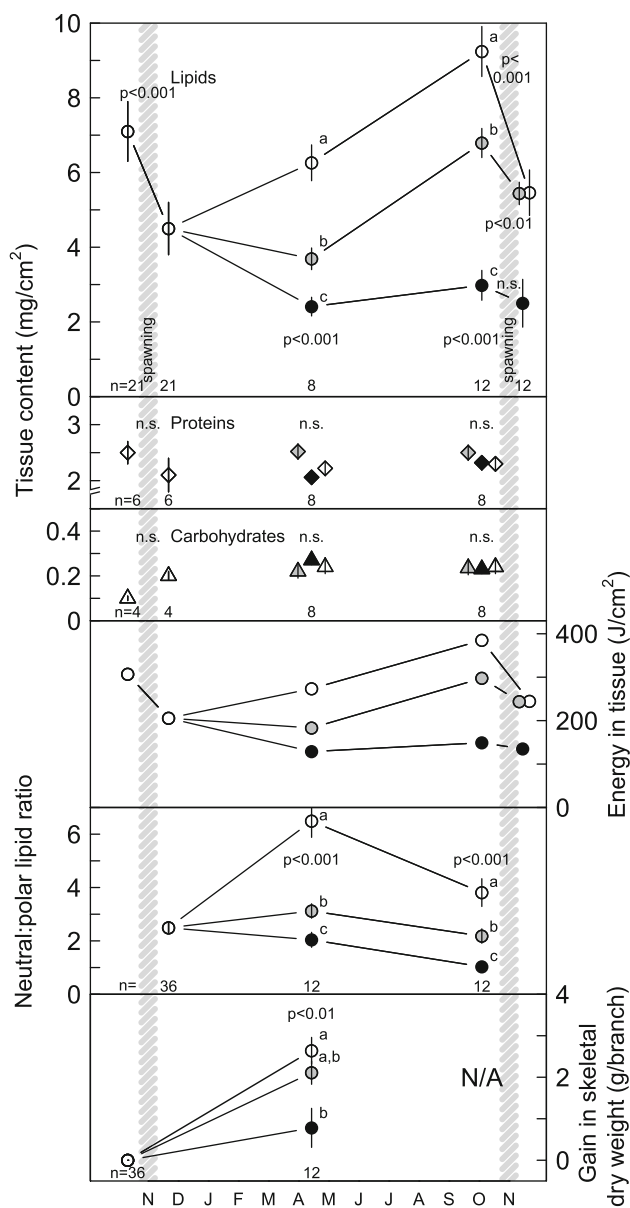 10
8
6
4
2
0
Tissue content (mg/cm²)
Lipids
p<0.001
a
b
c
p<0.001
a
p<
0.001
b
p<0.01
c
n.s.
p<0.001
spawning
spawning
n=21 21 8 12 12
3
2
n.s. Proteins n.s. n.s.
n=6 6 8 8
0.4
0.2
0
n.s. Carbohydrates n.s. n.s.
n=4 4 8 8
400
200
0
Energy in tissue (J/cm²)
6
4
2
0
Neutral:polar lipid ratio
a
p<0.001
b
c
p<0.001
a
b
c
n= 36 12 12
4
2
0
Gain in skeletal
dry weight (g/branch)
p<0.01
a
a,b
b
N/A
n=36 12
N D J F M A M J J A S O N